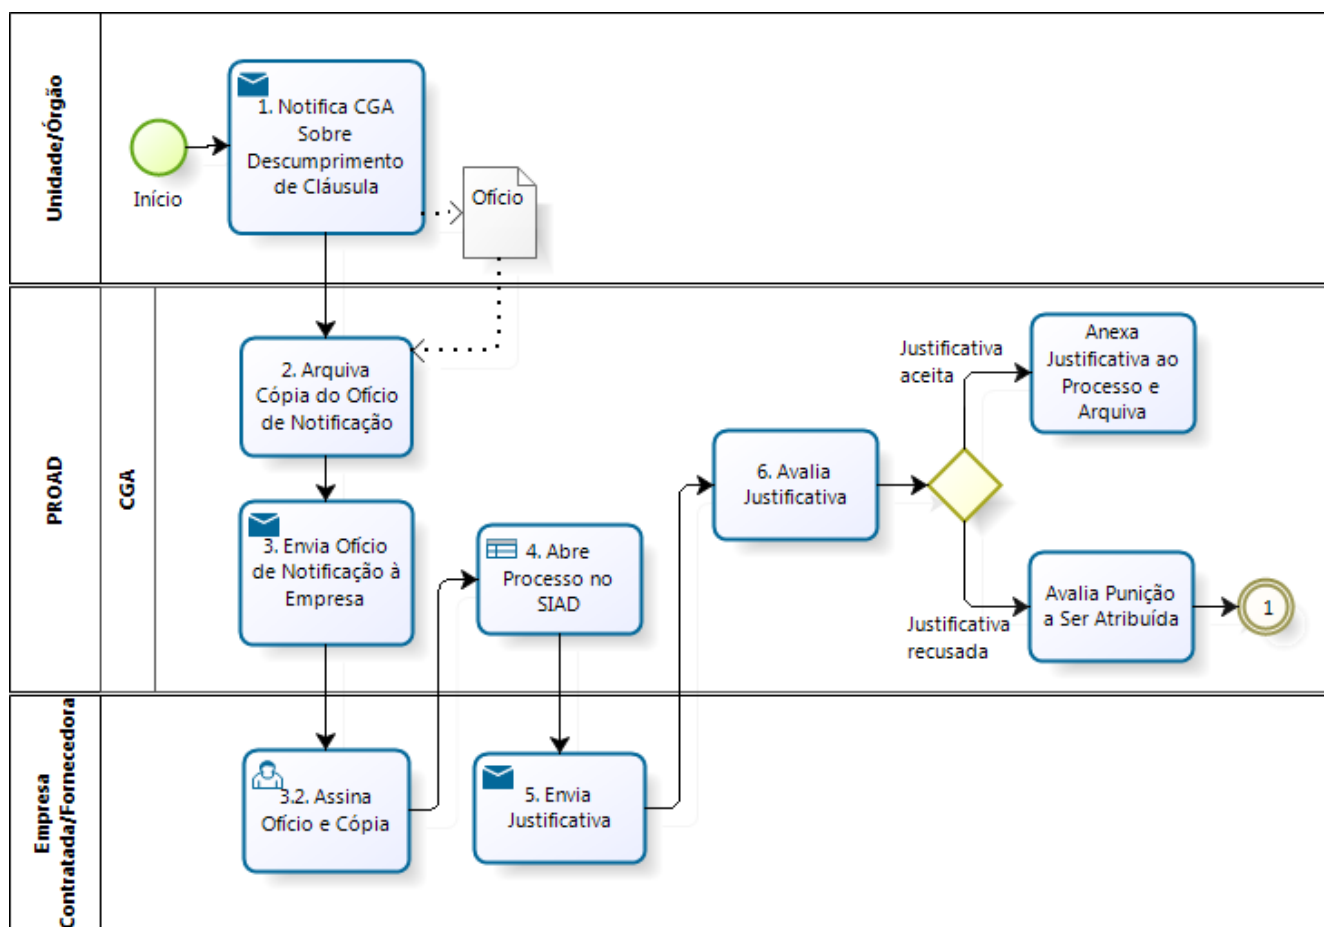 Unidade/Órgão
Início
1. Notifica CGA
Sobre
Descumprimento
de Cláusula
Ofício
PROAD
CGA
2. Arquiva
Cópia do Ofício
de Notificação
3. Envia Ofício
de Notificação à
Empresa
4. Abre
Processo no
SIAD
6. Avalia
Justificativa
Justificativa
aceita
Anexa
Justificativa ao
Processo e
Arquiva
Justificativa
recusada
Avalia Punição
a Ser Atribuída
1
Empresa
Contratada/Fornecedora
3.2. Assina
Ofício e Cópia
5. Envia
Justificativa